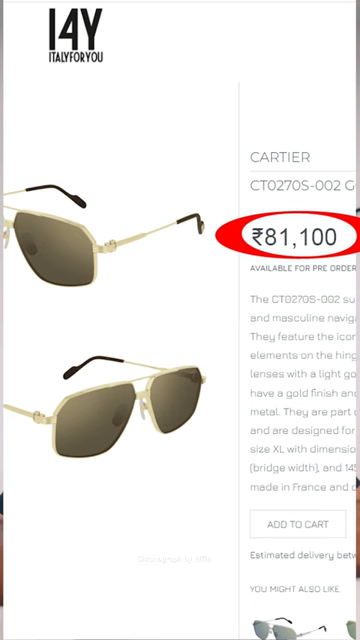 I4Y
ITALYFORYOU
CARTIER
CT0270S-002 G
₹81,100
AVAILABLE FOR PRE ORDER
The CT0270S-002 su
and masculine naviga
They feature the icon
elements on the hing
lenses with a light go
have a gold finish and
metal. They are part o
and are designed for
size XL with dimensio
(bridge width), and 145
made in France and c
ADD TO CART
Estimated delivery betw
YOU MIGHT ALSO LIKE